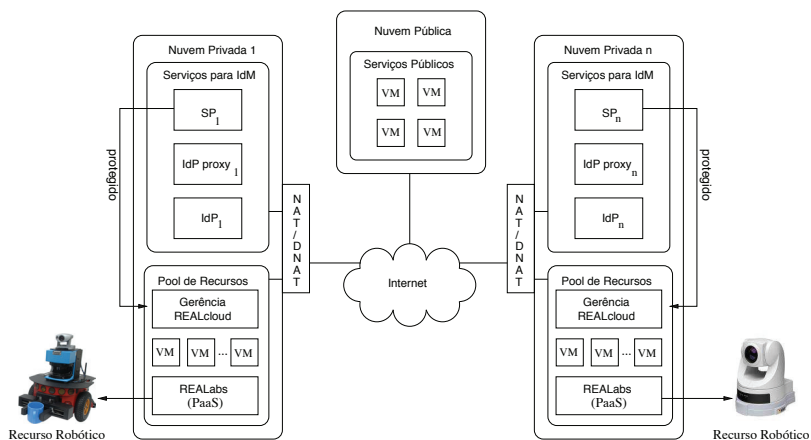 Nuvem Privada 1
Serviços para IdM
SP1
IdP proxy1
IdP1
protegido
NAT/DNAT
Pool de Recursos
Gerência
REALcloud
VM VM ... VM
REALabs
(PaaS)
Recurso Robótico
Nuvem Pública
Serviços Públicos
VM VM
VM VM
Internet
Nuvem Privada n
Serviços para IdM
SPn
IdP proxyn
IdPn
protegido
NAT/DNAT
Pool de Recursos
Gerência
REALcloud
VM VM ... VM
REALabs
(PaaS)
Recurso Robótico